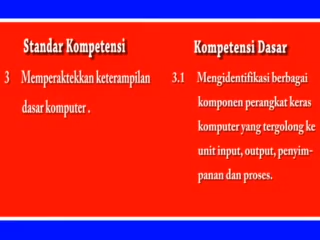 Standar Kompetensi
3 Memperaktekkan keterampilan
dasar komputer .
Kompetensi Dasar
3.1 Mengidentifikasi berbagai
komponen perangkat keras
komputer yang tergolong ke
unit input, output, penyim-
panan dan proses.